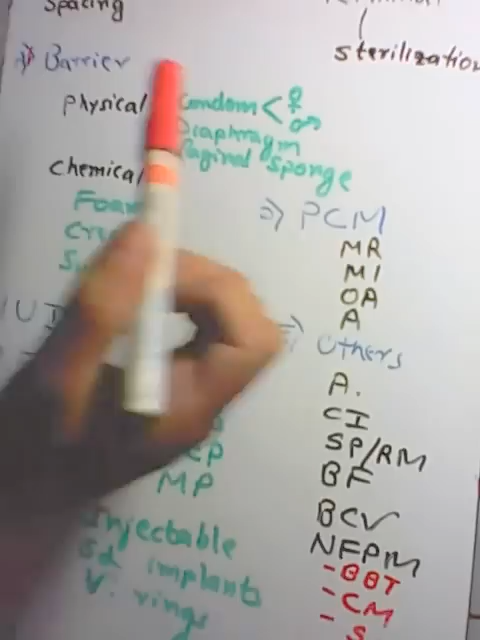 Spacing
sterilization
Barrier
Physical
Condom < ♀
♂
Diaphragm
Vaginal Sponge
Chemical
⇒ PCM
MR
MI
OA
A
⇒ Others
A.
CI
SP/RM
BF
MP
BCV
Injectable
NFPM
implants
- BBT
V. rings
- CM
- S